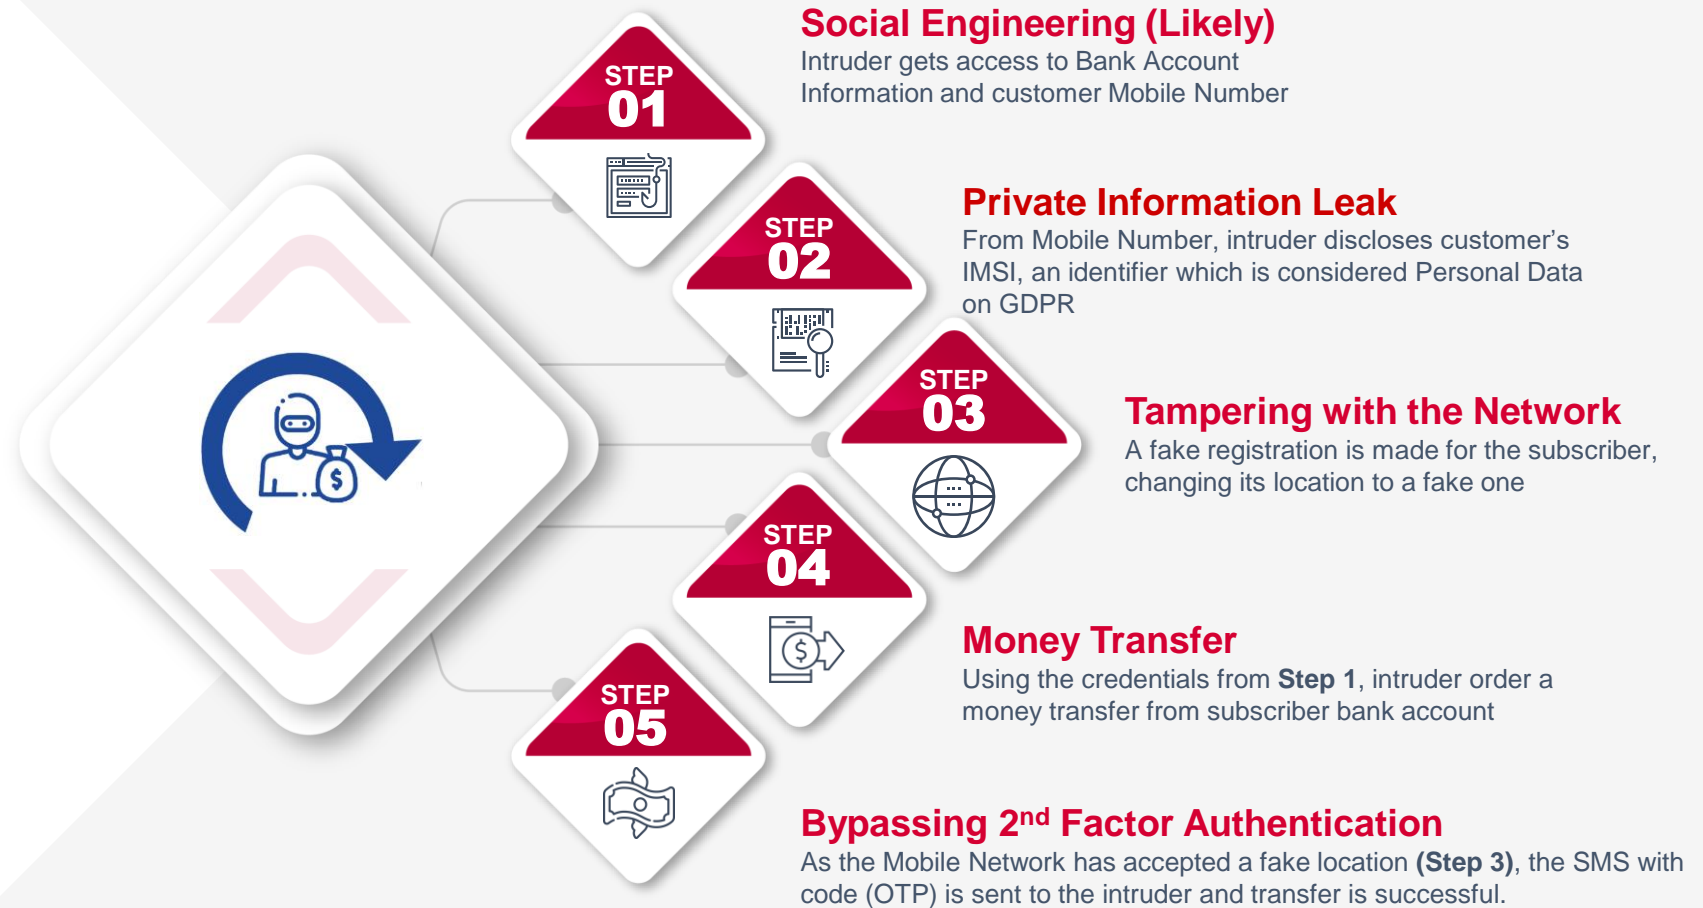 STEP
01
Social Engineering (Likely)
Intruder gets access to Bank Account
Information and customer Mobile Number
STEP
02
Private Information Leak
From Mobile Number, intruder discloses customer’s
IMSI, an identifier which is considered Personal Data
on GDPR
STEP
03
Tampering with the Network
A fake registration is made for the subscriber,
changing its location to a fake one
STEP
04
Money Transfer
Using the credentials from Step 1, intruder order a
money transfer from subscriber bank account
STEP
05
Bypassing 2nd Factor Authentication
As the Mobile Network has accepted a fake location (Step 3), the SMS with
code (OTP) is sent to the intruder and transfer is successful.